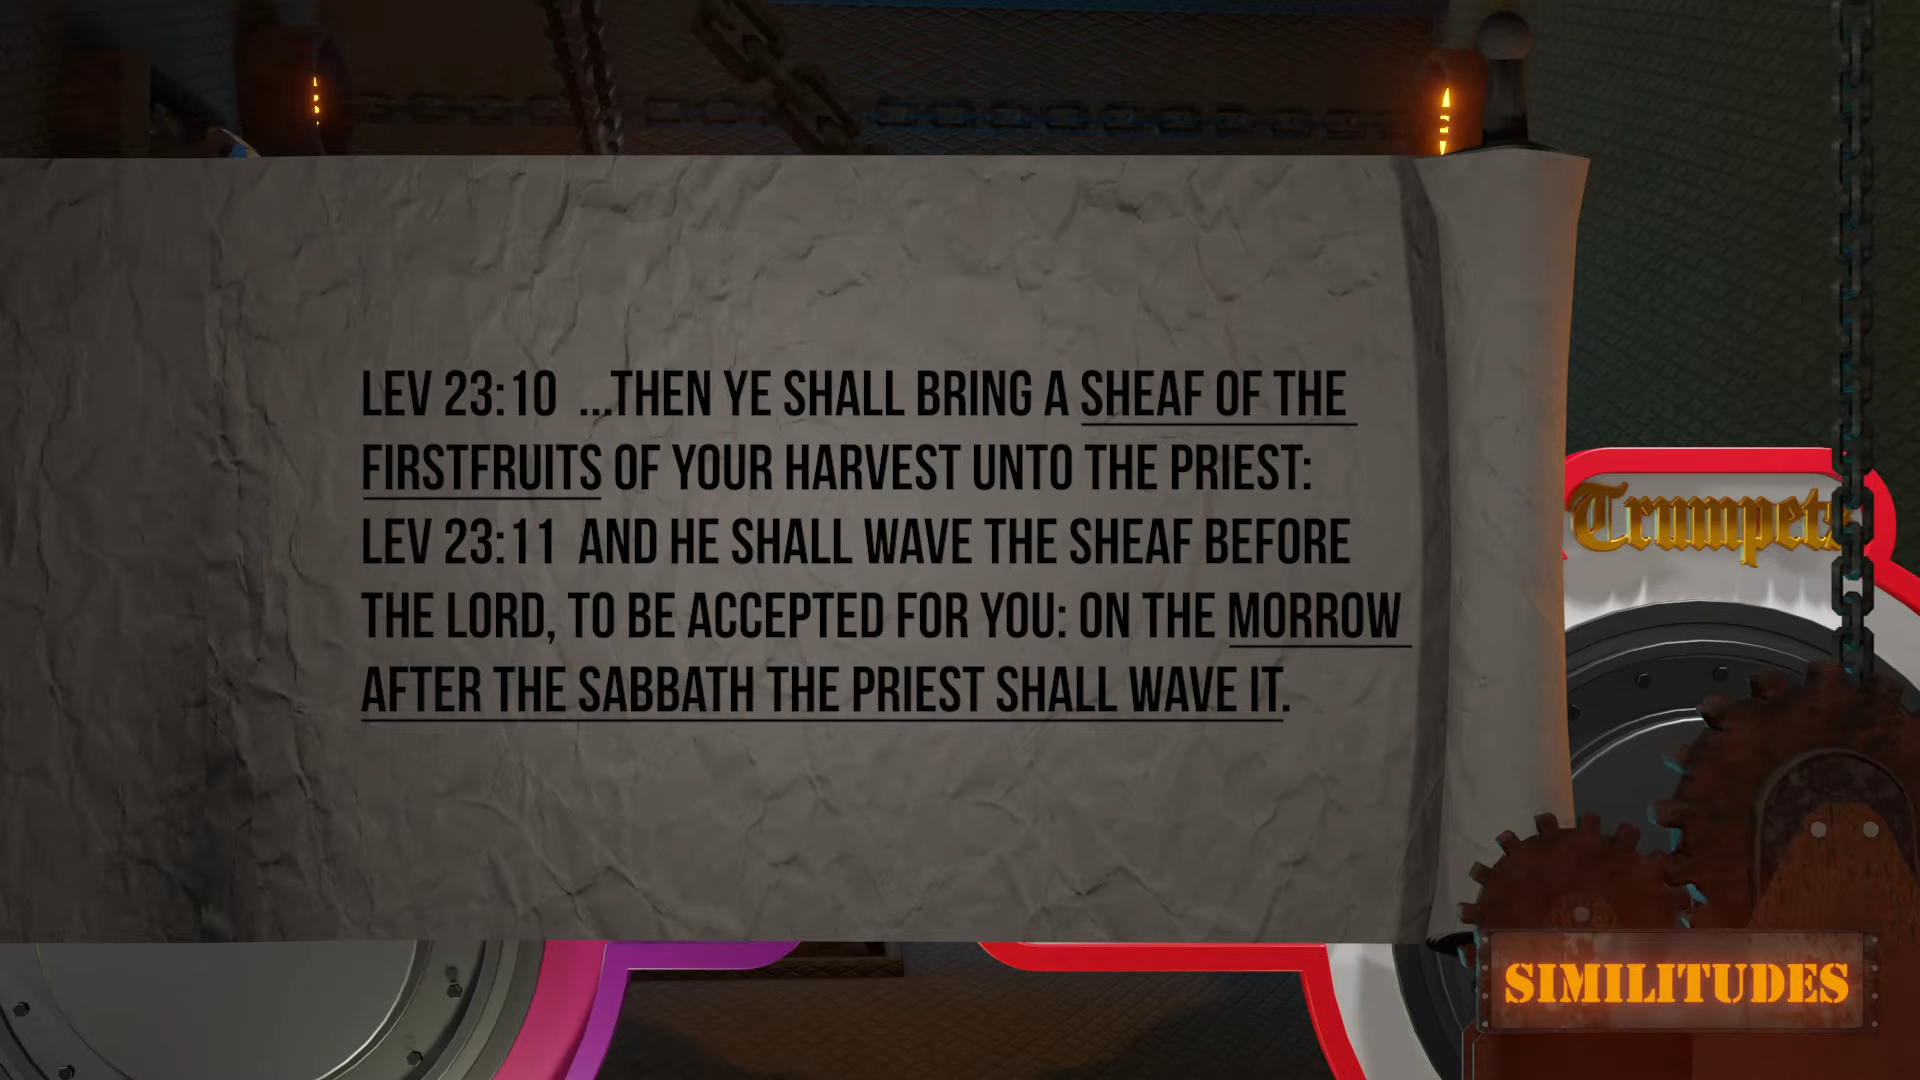 LEV 23:10 ...THEN YE SHALL BRING A SHEAF OF THE
FIRSTFRUITS OF YOUR HARVEST UNTO THE PRIEST:
LEV 23:11 AND HE SHALL WAVE THE SHEAF BEFORE
THE LORD, TO BE ACCEPTED FOR YOU: ON THE MORROW
AFTER THE SABBATH THE PRIEST SHALL WAVE IT.
Trumpets
SIMILITUDES